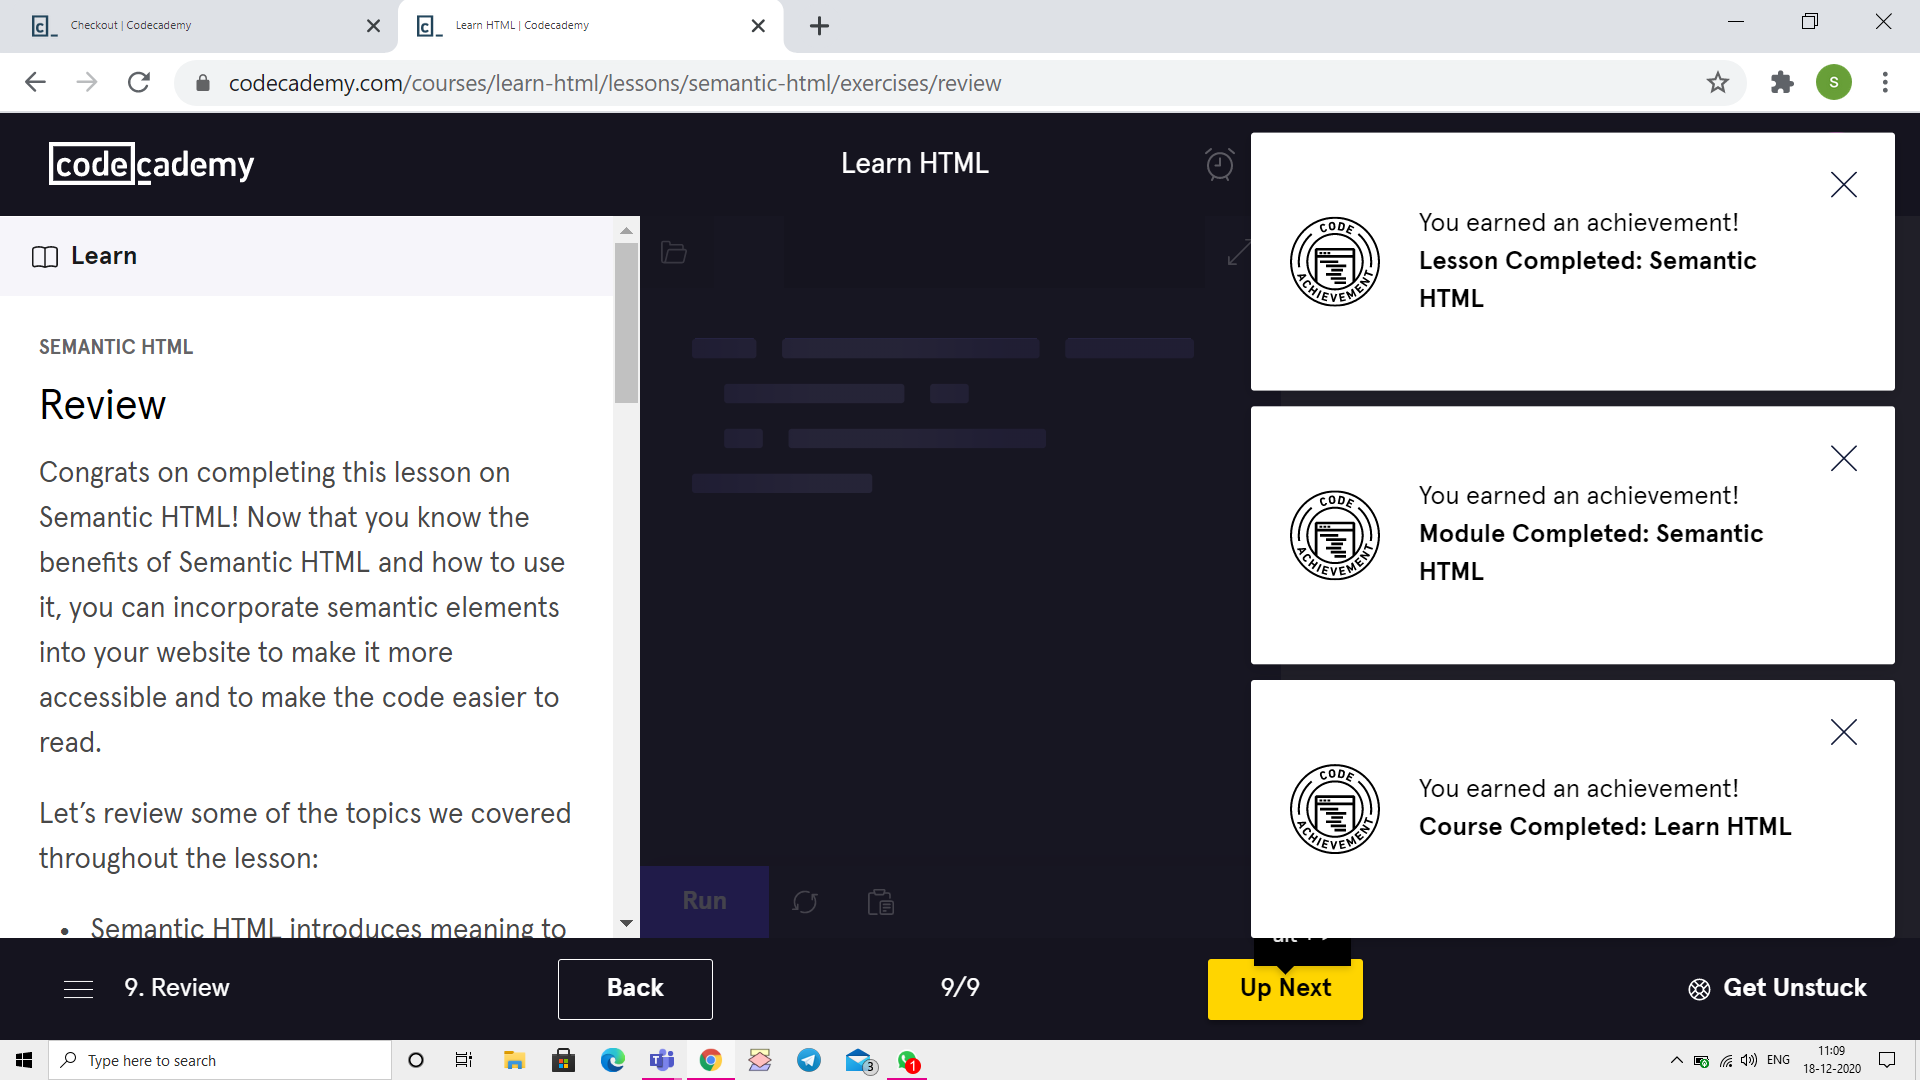 Checkout | Codecademy
Learn HTML | Codecademy
codecademy.com/courses/learn-html/lessons/semantic-html/exercises/review
S
codecademy
Learn HTML
Learn
SEMANTIC HTML
Review
Congrats on completing this lesson on
Semantic HTML! Now that you know the
benefits of Semantic HTML and how to use
it, you can incorporate semantic elements
into your website to make it more
accessible and to make the code easier to
read.
Let’s review some of the topics we covered
throughout the lesson:
• Semantic HTML introduces meaning to
Run
CODE ACHIEVEMENT
You earned an achievement!
Lesson Completed: Semantic
HTML
CODE ACHIEVEMENT
You earned an achievement!
Module Completed: Semantic
HTML
CODE ACHIEVEMENT
You earned an achievement!
Course Completed: Learn HTML
9. Review
Back
9/9
Up Next
Get Unstuck
Type here to search
3
1
ENG
11:09
18-12-2020